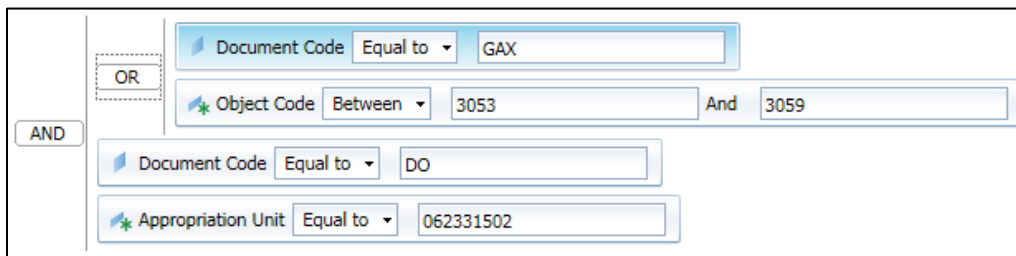 Document Code Equal to GAX
OR
Object Code Between 3053 And 3059
AND
Document Code Equal to DO
Appropriation Unit Equal to 062331502